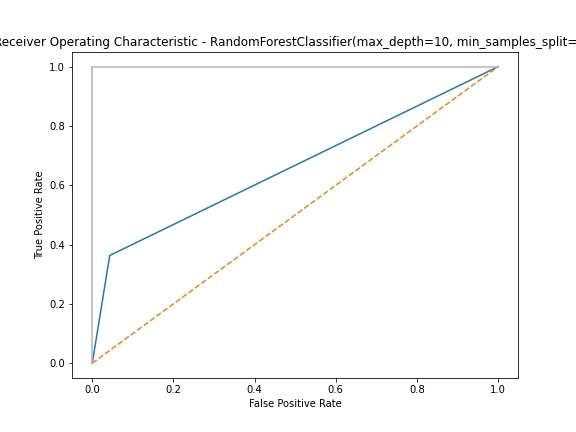 Receiver Operating Characteristic - RandomForestClassifier(max_depth=10, min_samples_split=
1.0
0.8
0.6
0.4
0.2
0.0
True Positive Rate
0.0 0.2 0.4 0.6 0.8 1.0
False Positive Rate